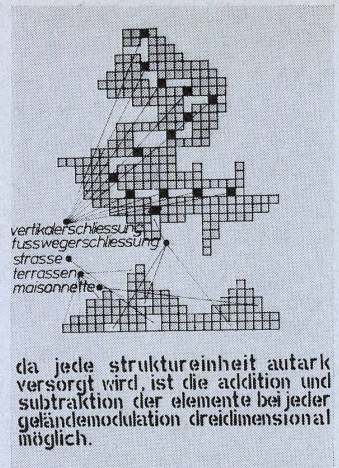 vertikalerschliessung
fusswegerschliessung
strasse
terrassen
maisonnette
da jede struktureinheit autark
versorgt wird, ist die addition und
subtraktion der elemente bei jeder
geländemodulation dreidimensional
möglich.